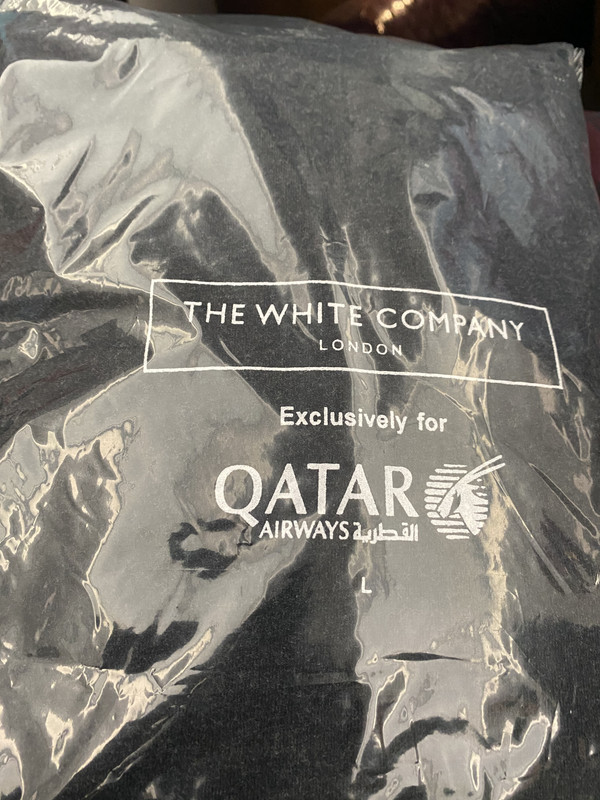 THE WHITE COMPANY
LONDON
Exclusively for
QATAR
AIRWAYS القطرية
L